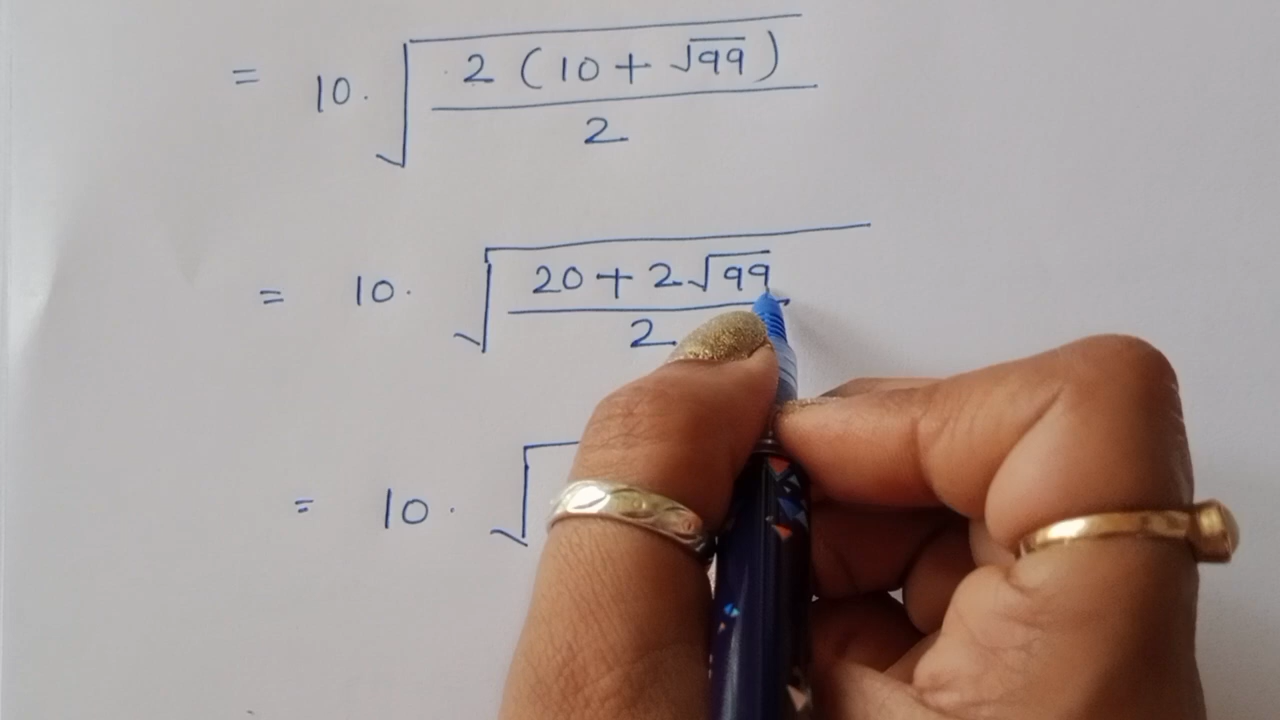 = 10. √(2 (10 + √99) / 2)
= 10. √(20 + 2√99 / 2)
= 10. √